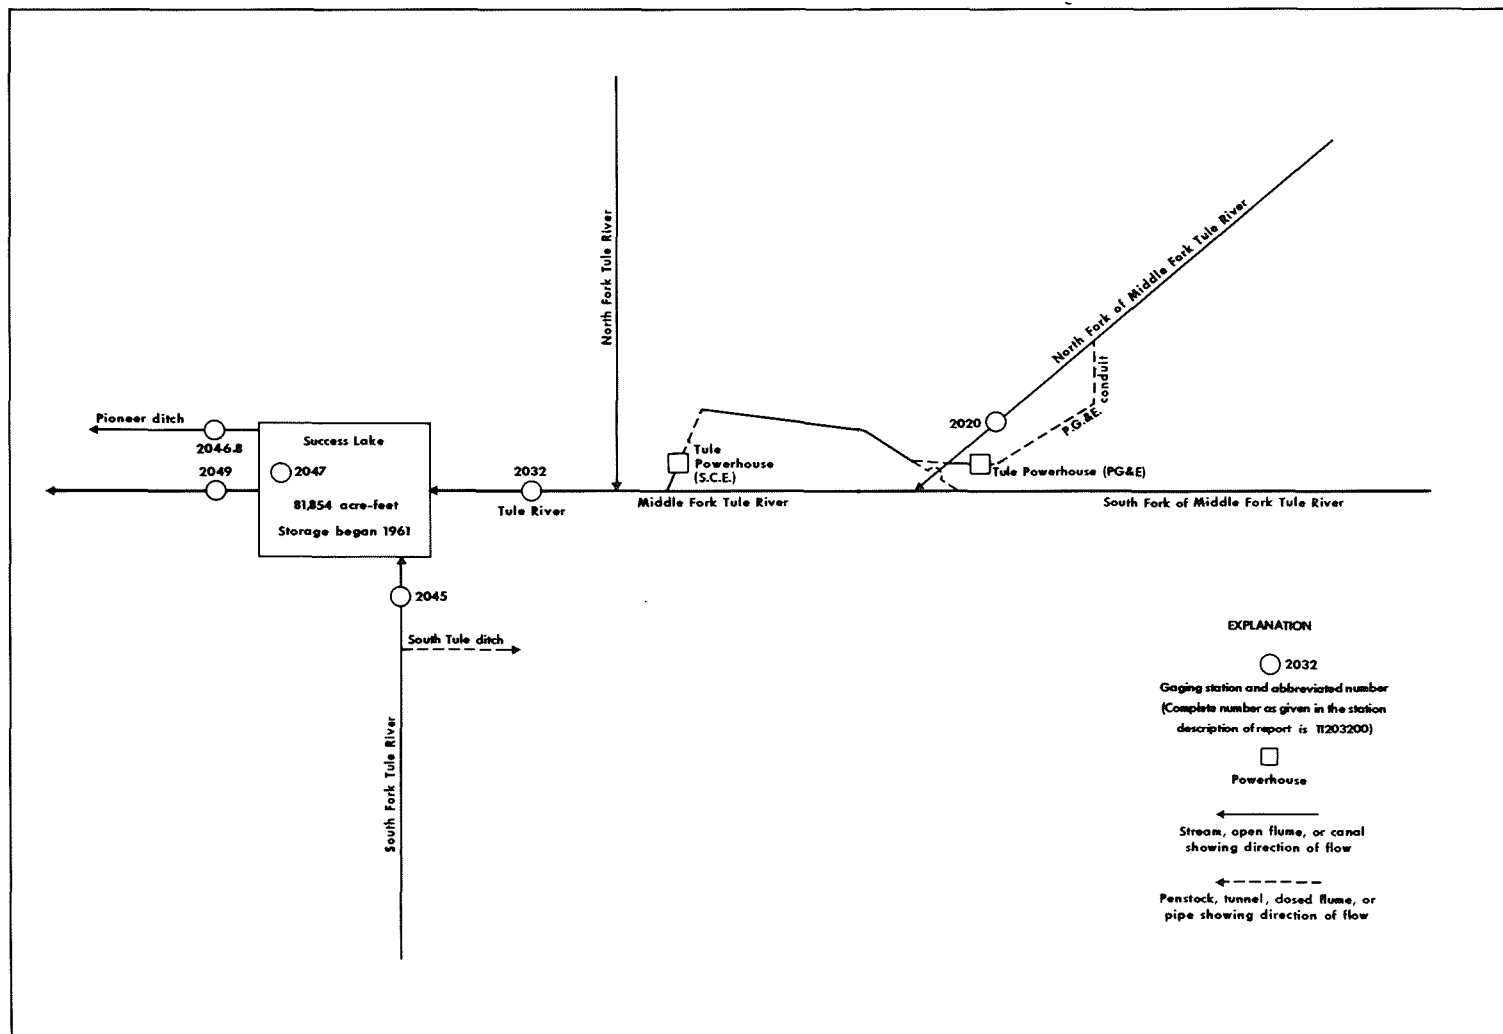 North Fork Tule River
North Fork of Middle Fork Tule River
P.G.&E. conduit
2020
Pioneer ditch
2046.8
2049
Success Lake
2047
81,854 acre-feet
Storage began 1961
2032
Tule River
Tule
Powerhouse
(S.C.E.)
Middle Fork Tule River
Tule Powerhouse (PG&E)
South Fork of Middle Fork Tule River
2045
South Tule ditch
South Fork Tule River
EXPLANATION
2032
Gaging station and abbreviated number
(Complete number as given in the station
description of report is 11203200)
Powerhouse
Stream, open flume, or canal
showing direction of flow
Penstock, tunnel, closed flume, or
pipe showing direction of flow